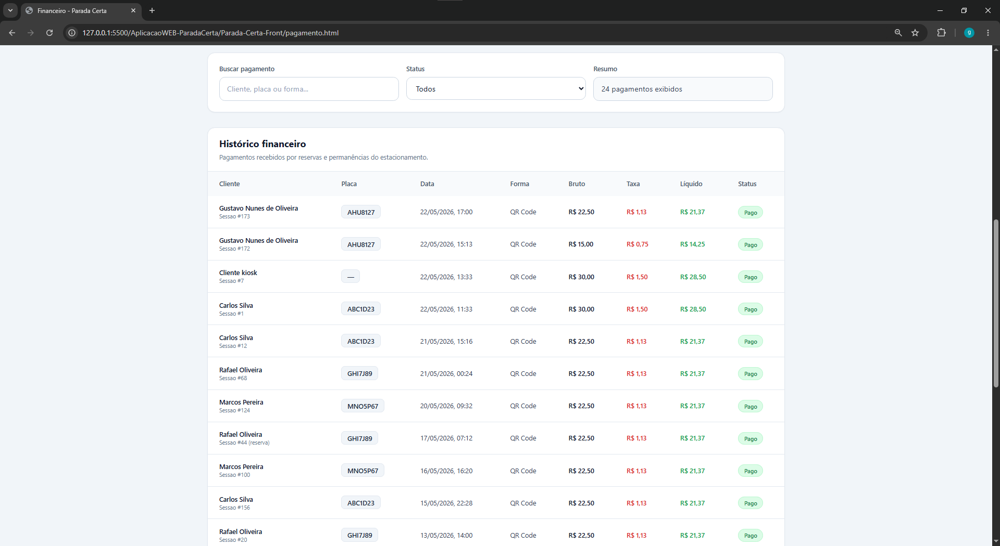 Financeiro - Parada Certa
127.0.0.1:5500/AplicacaoWEB-ParadaCerta/Parada-Certa-Front/pagamento.html
g
Buscar pagamento Status Resumo
Cliente, placa ou forma... Todos 24 pagamentos exibidos
Histórico financeiro
Pagamentos recebidos por reservas e permanências do estacionamento.
Cliente Placa Data Forma Bruto Taxa Líquido Status
Gustavo Nunes de Oliveira AHU8127 22/05/2026, 17:00 QR Code R$ 22,50 R$ 1,13 R$ 21,37 Pago
Sessao #173
Gustavo Nunes de Oliveira AHU8127 22/05/2026, 15:13 QR Code R$ 15,00 R$ 0,75 R$ 14,25 Pago
Sessao #172
Cliente kiosk — 22/05/2026, 13:33 QR Code R$ 30,00 R$ 1,50 R$ 28,50 Pago
Sessao #7
Carlos Silva ABC1D23 22/05/2026, 11:33 QR Code R$ 30,00 R$ 1,50 R$ 28,50 Pago
Sessao #1
Carlos Silva ABC1D23 21/05/2026, 15:16 QR Code R$ 22,50 R$ 1,13 R$ 21,37 Pago
Sessao #12
Rafael Oliveira GHI7J89 21/05/2026, 00:24 QR Code R$ 22,50 R$ 1,13 R$ 21,37 Pago
Sessao #68
Marcos Pereira MNO5P67 20/05/2026, 09:32 QR Code R$ 22,50 R$ 1,13 R$ 21,37 Pago
Sessao #124
Rafael Oliveira GHI7J89 17/05/2026, 07:12 QR Code R$ 22,50 R$ 1,13 R$ 21,37 Pago
Sessao #44 (reserva)
Marcos Pereira MNO5P67 16/05/2026, 16:20 QR Code R$ 22,50 R$ 1,13 R$ 21,37 Pago
Sessao #100
Carlos Silva ABC1D23 15/05/2026, 22:28 QR Code R$ 22,50 R$ 1,13 R$ 21,37 Pago
Sessao #156
Rafael Oliveira GHI7J89 13/05/2026, 14:00 QR Code R$ 22,50 R$ 1,13 R$ 21,37 Pago
Sessao #20